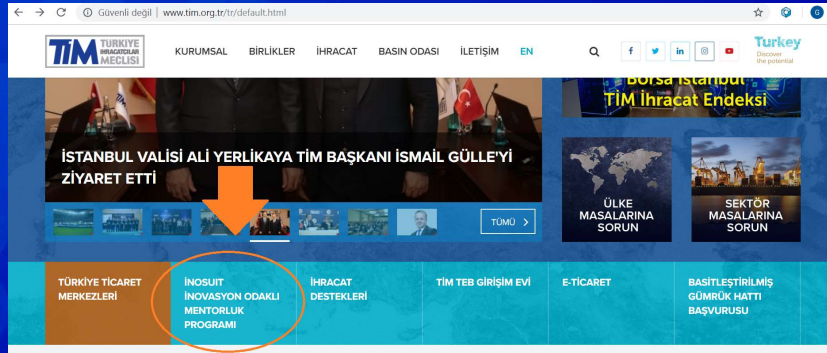 Güvenli değil | www.tim.org.tr/tr/default.html
G
TİM TÜRKİYE
İHRACATÇILAR
MECLİSİ
KURUMSAL BİRLİKLER İHRACAT BASIN ODASI İLETİŞİM EN
f in
Turkey
Discover
the potential
Borsa İstanbul
TİM İhracat Endeksi
İSTANBUL VALİSİ ALİ YERLİKAYA TİM BAŞKANI İSMAİL GÜLLE'Yİ
ZİYARET ETTİ
TÜMÜ >
ÜLKE
MASALARINA
SORUN
SEKTÖR
MASALARINA
SORUN
TÜRKİYE TİCARET
MERKEZLERİ
İNOSUIT
İNOVASYON ODAKLI
MENTORLUK
PROGRAMI
İHRACAT
DESTEKLERİ
TİM TEB GİRİŞİM EVİ
E-TİCARET
BASİTLEŞTİRİLMİŞ
GÜMRÜK HATTI
BAŞVURUSU